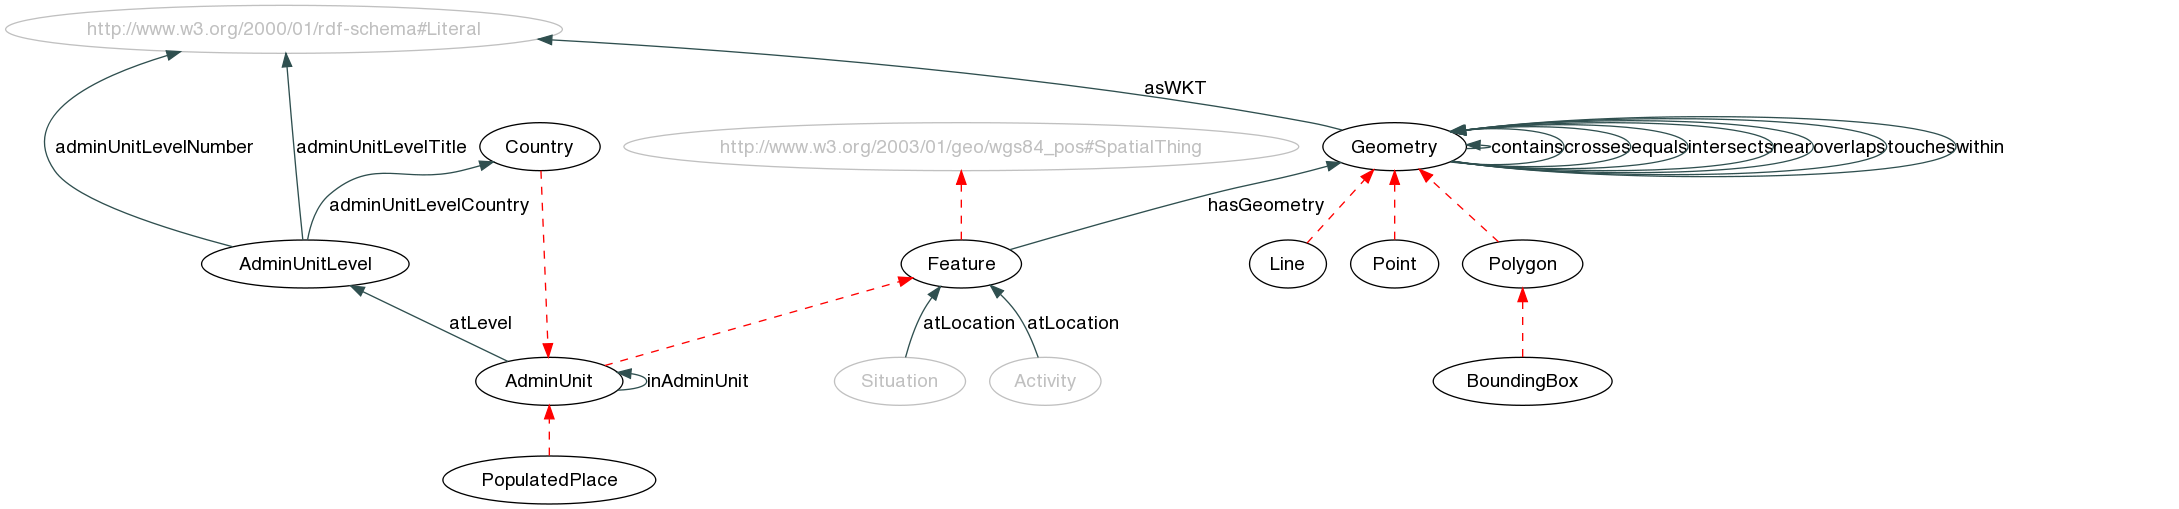 http://www.w3.org/2000/01/rdf-schema#Literal
asWKT
adminUnitLevelNumber
adminUnitLevelTitle
Country
http://www.w3.org/2003/01/geo/wgs84_pos#SpatialThing
Geometry
contains
crosses
equals
intersects
near
overlaps
touches
within
adminUnitLevelCountry
hasGeometry
AdminUnitLevel
Feature
Line
Point
Polygon
atLevel
atLocation
atLocation
AdminUnit
inAdminUnit
Situation
Activity
BoundingBox
PopulatedPlace